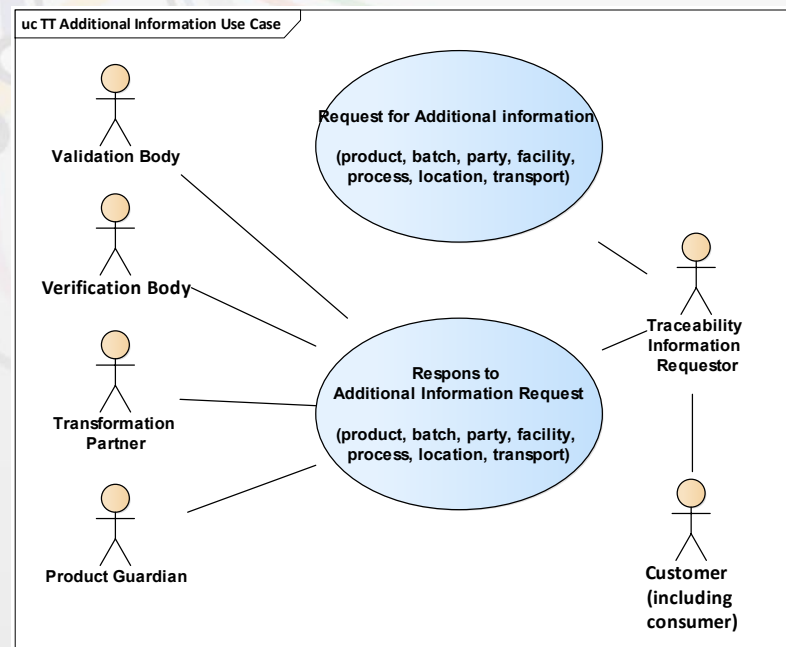 uc TT Additional Information Use Case
Validation Body
Verification Body
Transformation
Partner
Product Guardian
Request for Additional information
(product, batch, party, facility,
process, location, transport)
Respons to
Additional Information Request
(product, batch, party, facility,
process, location, transport)
Traceability
Information
Requestor
Customer
(including
consumer)